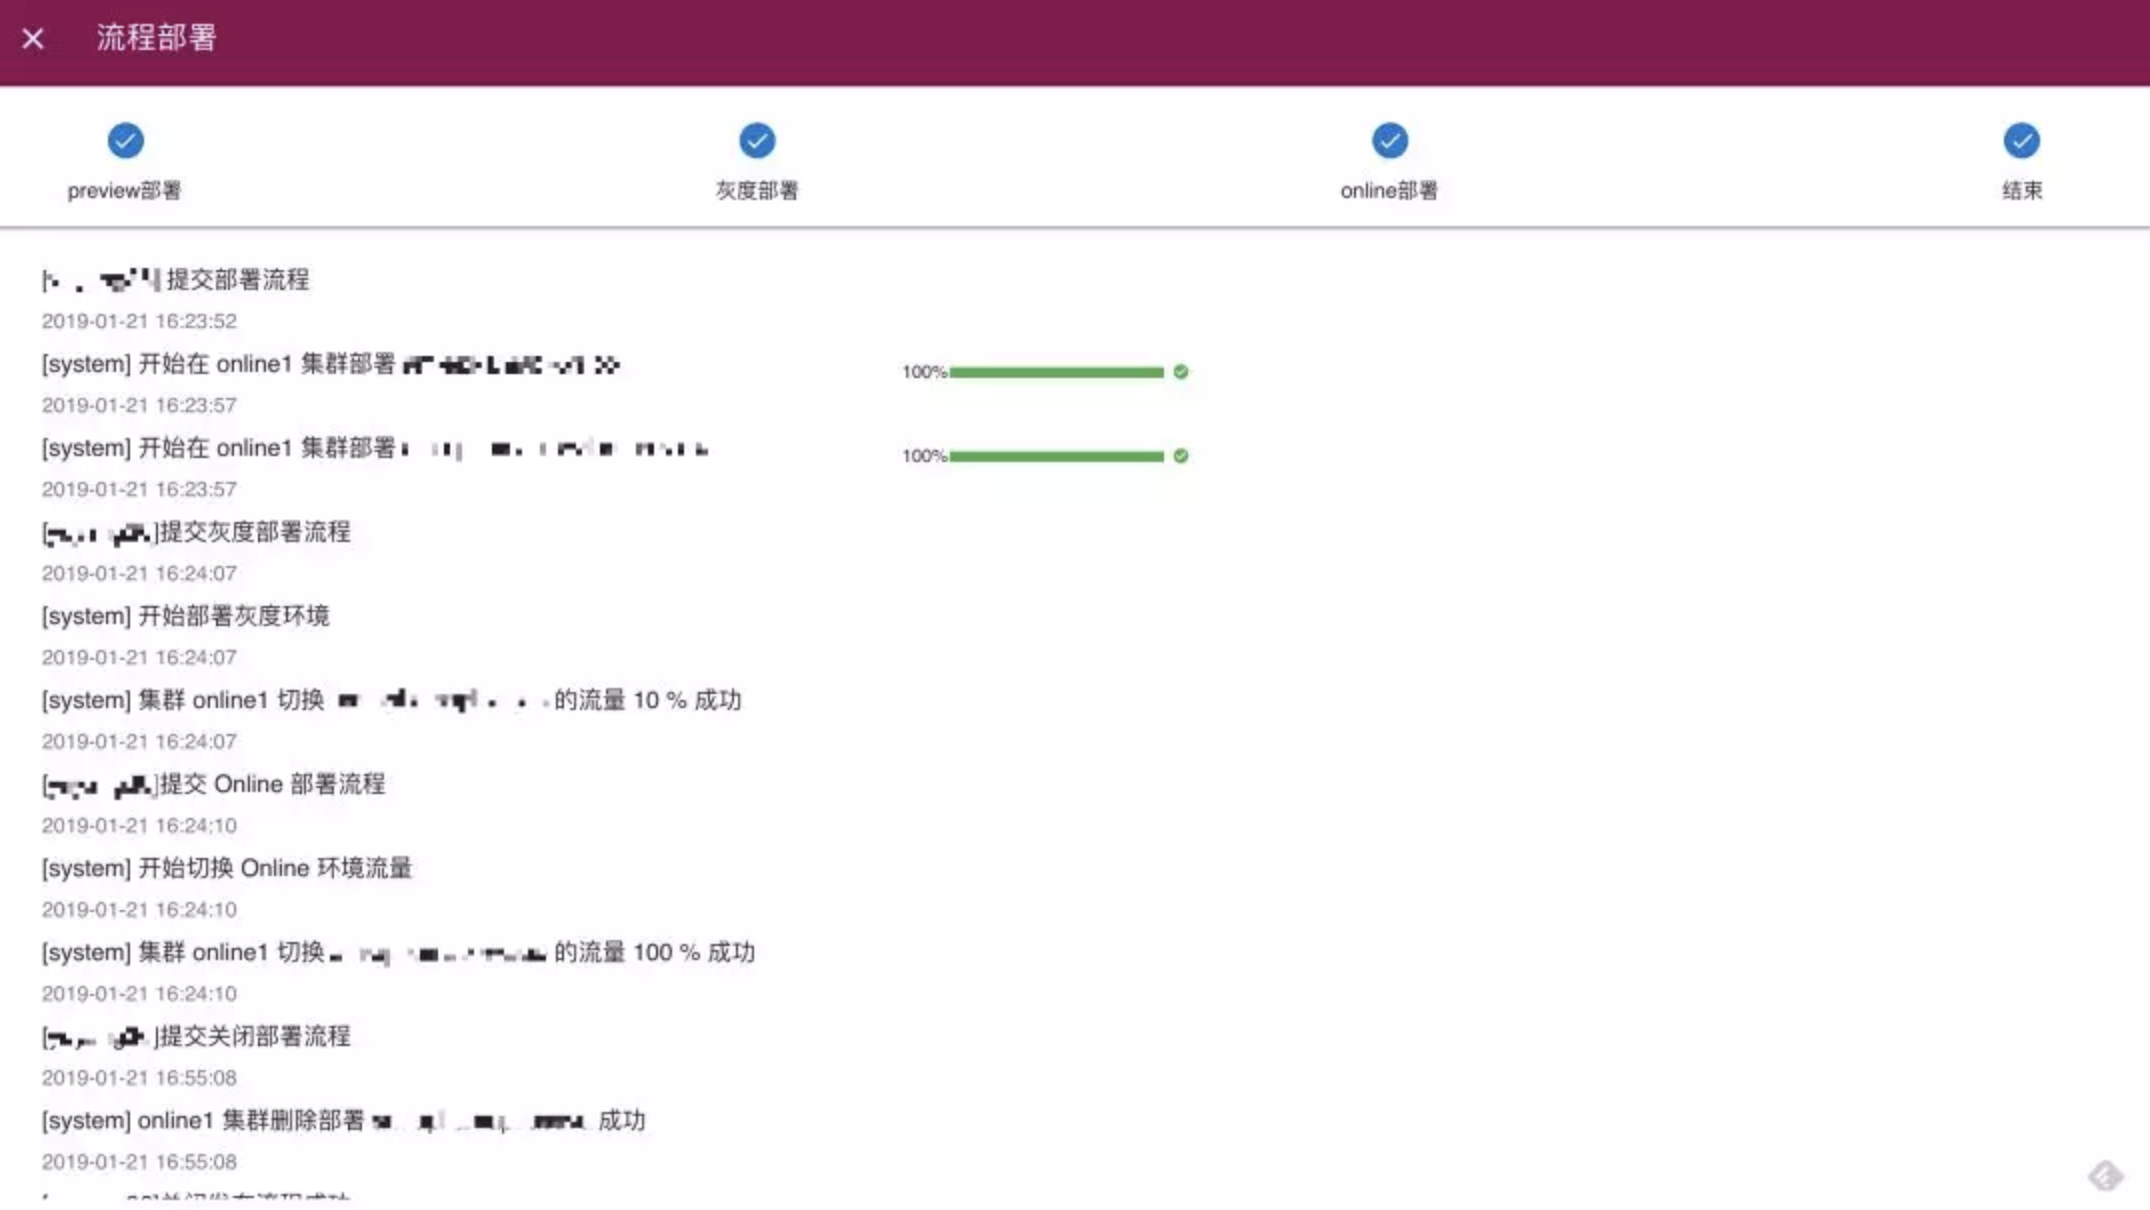 流程部署
preview部署
灰度部署
online部署
结束
提交部署流程
2019-01-21 16:23:52
[system] 开始在 online1 集群部署
100%
2019-01-21 16:23:57
[system] 开始在 online1 集群部署
100%
2019-01-21 16:23:57
[ ]提交灰度部署流程
2019-01-21 16:24:07
[system] 开始部署灰度环境
2019-01-21 16:24:07
[system] 集群 online1 切换 的流量 10 % 成功
2019-01-21 16:24:07
[ ]提交 Online 部署流程
2019-01-21 16:24:10
[system] 开始切换 Online 环境流量
2019-01-21 16:24:10
[system] 集群 online1 切换 的流量 100 % 成功
2019-01-21 16:24:10
[ ]提交关闭部署流程
2019-01-21 16:55:08
[system] online1 集群删除部署 成功
2019-01-21 16:55:08